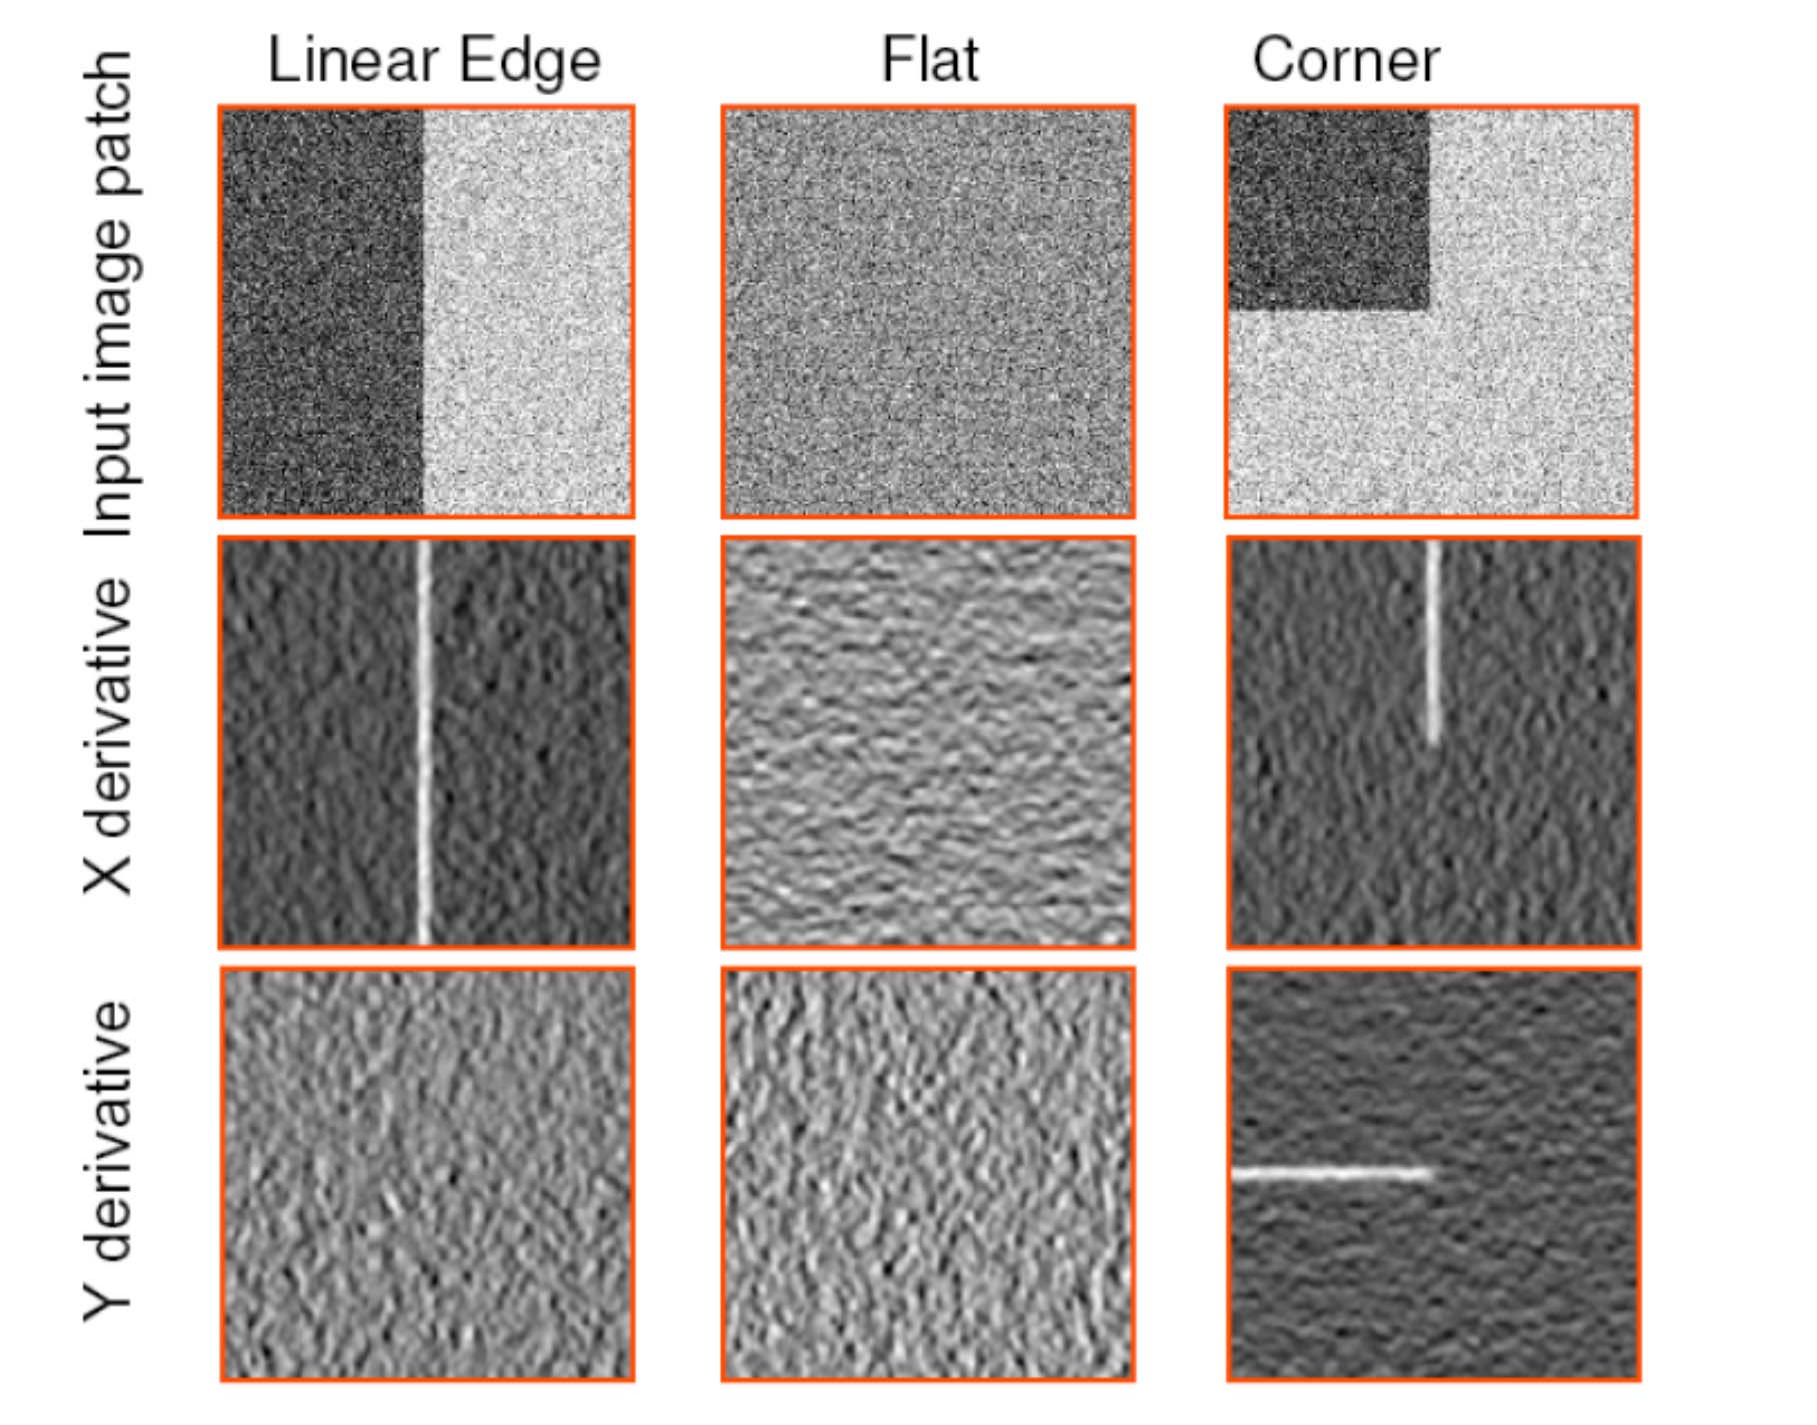 Linear Edge
Flat
Corner
Input image patch
X derivative
Y derivative